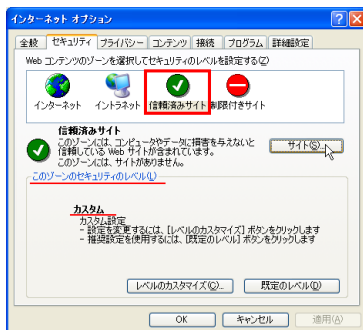 インターネット オプション
全般 セキュリティ プライバシー コンテンツ 接続 プログラム 詳細設定
Web コンテンツのゾーンを選択してセキュリティのレベルを設定する(Z)
インターネット イントラネット 信頼済みサイト 制限付きサイト
信頼済みサイト
このゾーンには、コンピュータやデータに損害を与えないと
信頼している Web サイトが含まれています。
このゾーンには、サイトがありません。
サイト(S)...
このゾーンのセキュリティのレベル(L)
カスタム
カスタム設定
- 設定を変更するには、[レベルのカスタマイズ] ボタンをクリックします
- 推奨設定を使用するには、[既定のレベル] ボタンをクリックします
レベルのカスタマイズ(C)... 既定のレベル(D)
OK キャンセル 適用(A)